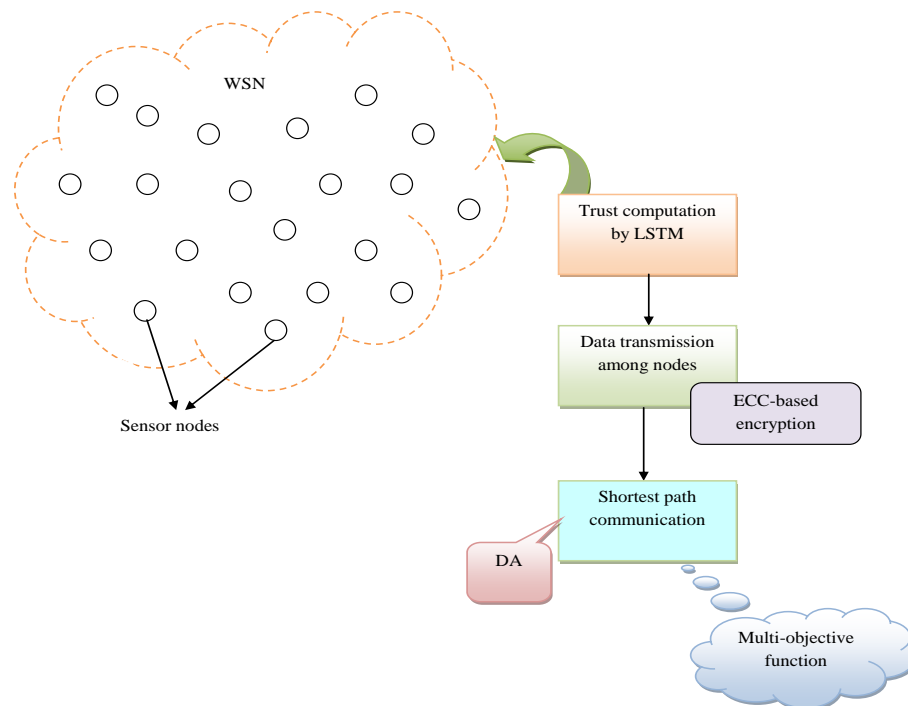 WSN
Trust computation
by LSTM
Data transmission
among nodes
ECC-based
encryption
Sensor nodes
Shortest path
communication
DA
Multi-objective
function